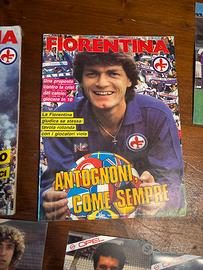 FIORENTINA
Una proposta
contro la crisi
del calcio:
giocare in 10
La Fiorentina
giudica se stessa
tavola rotonda
con i giocatori viola
ANTOGNONI,
COME SEMPRE
OPEL